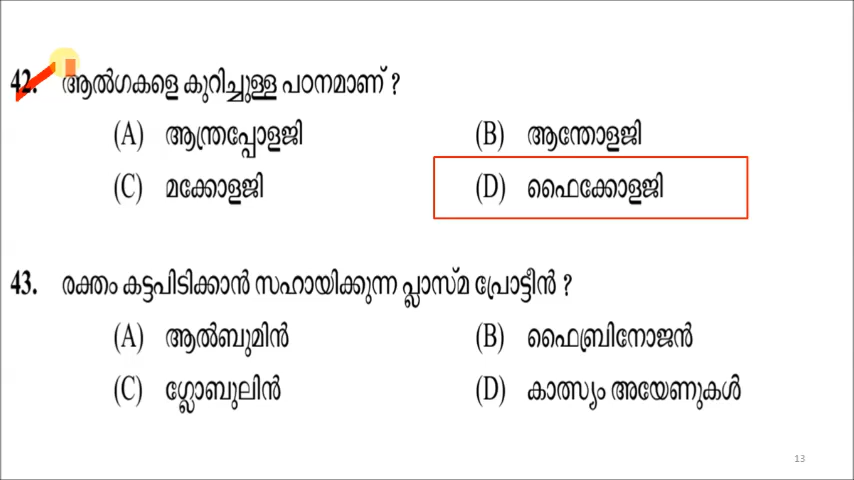 42. ആൽഗകളെ കുറിച്ചുള്ള പഠനമാണ് ?
(A) ആന്ത്രപ്പോളജി (B) ആന്തോളജി
(C) മക്കോളജി (D) ഫൈക്കോളജി
43. രക്തം കട്ടപിടിക്കാൻ സഹായിക്കുന്ന പ്ലാസ്മ പ്രോട്ടീൻ ?
(A) ആൽബുമിൻ (B) ഫൈബ്രിനോജൻ
(C) ഗ്ലോബുലിൻ (D) കാത്സ്യം അയേണുകൾ
13